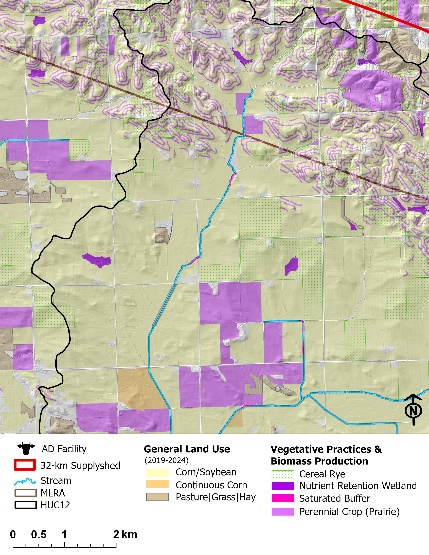 N
AD Facility
32-km Supplyshed
Stream
MLRA
HUC12
0 0.5 1 2 km
General Land Use
(2019-2024)
Corn/Soybean
Continuous Corn
Pasture|Grass|Hay
Vegetative Practices &
Biomass Production
Cereal Rye
Nutrient Retention Wetland
Saturated Buffer
Perennial Crop (Prairie)